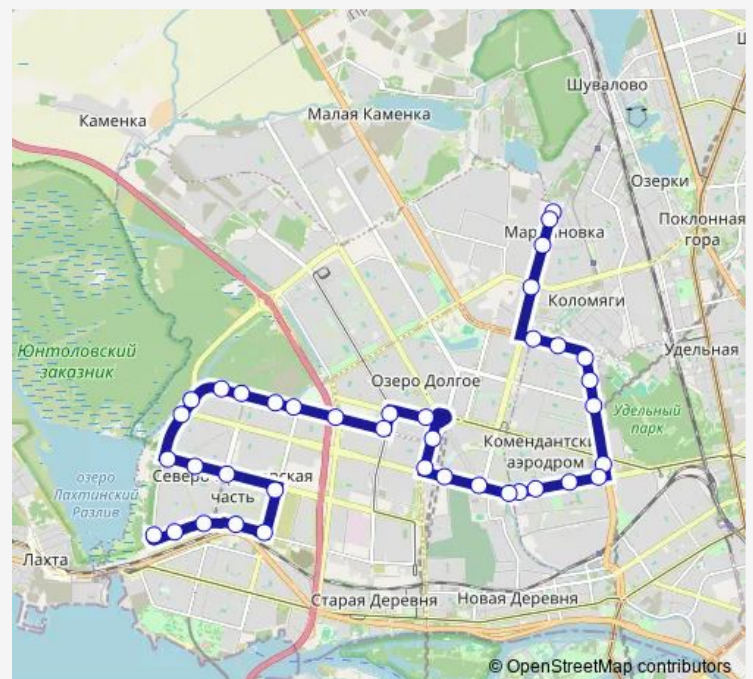 Шувалово
Каменка
Малая Каменка
Озерки
Поклонная
гора
Коломяги
Юнтоловский
заказник
Удельная
Озеро Долгое
Удельный
парк
аэродром
озеро
Лахтинский
Разлив
часть
Лахта
Старая Деревня
Новая Деревня
© OpenStreetMap contributors